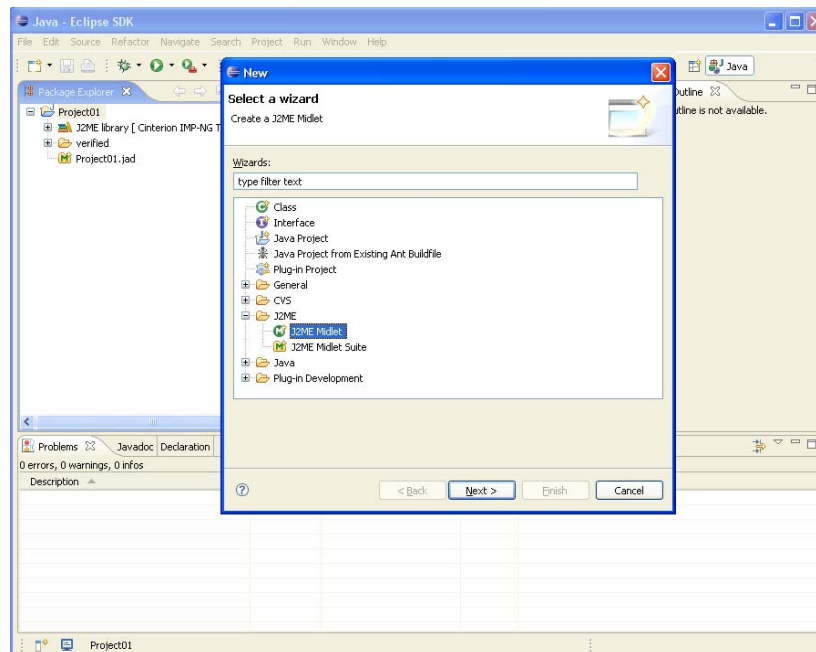 Java - Eclipse SDK
File Edit Source Refactor Navigate Search Project Run Window Help
Java
Package Explorer
Project01
J2ME library [ Cinterion IMP-NG T
verified
Project01.jad
New
Select a wizard
Create a J2ME Midlet
Wizards:
type filter text
Class
Interface
Java Project
Java Project from Existing Ant Buildfile
Plug-in Project
General
CVS
J2ME
J2ME Midlet
J2ME Midlet Suite
Java
Plug-in Development
< Back Next > Finish Cancel
utline
utline is not available.
Problems Javadoc Declaration
0 errors, 0 warnings, 0 infos
Description
Project01